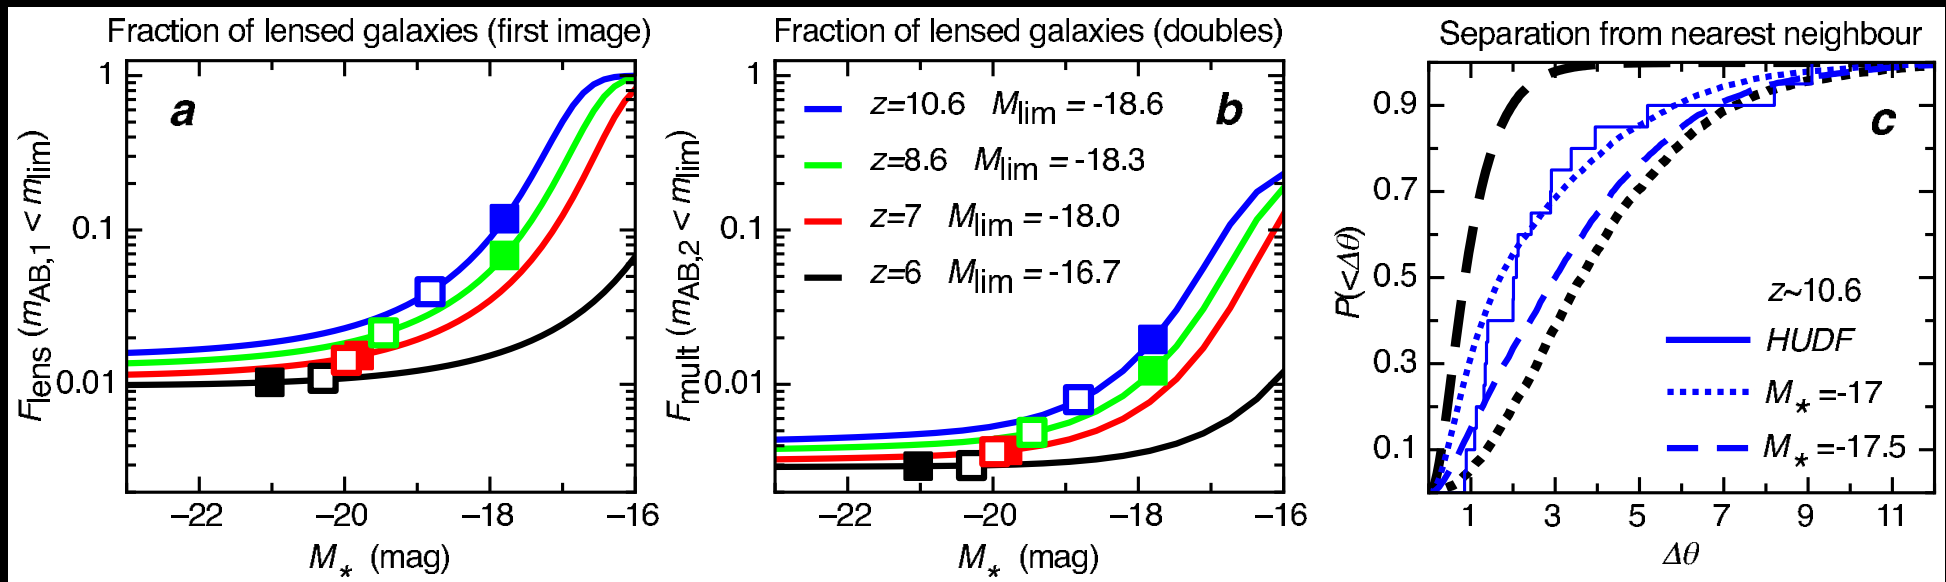 Fraction of lensed galaxies (first image)
a
1
0.1
0.01
F_lens (m_AB,1 < m_lim)
−22 −20 −18 −16
M_* (mag)
Fraction of lensed galaxies (doubles)
b
z=10.6 M_lim = -18.6
z=8.6 M_lim = -18.3
z=7 M_lim = -18.0
z=6 M_lim = -16.7
1
0.1
0.01
F_mult (m_AB,2 < m_lim)
−22 −20 −18 −16
M_* (mag)
Separation from nearest neighbour
c
0.9
0.7
0.5
0.3
0.1
P(<Δθ)
z~10.6
HUDF
M_*=-17
M_*=-17.5
1 3 5 7 9 11
Δθ